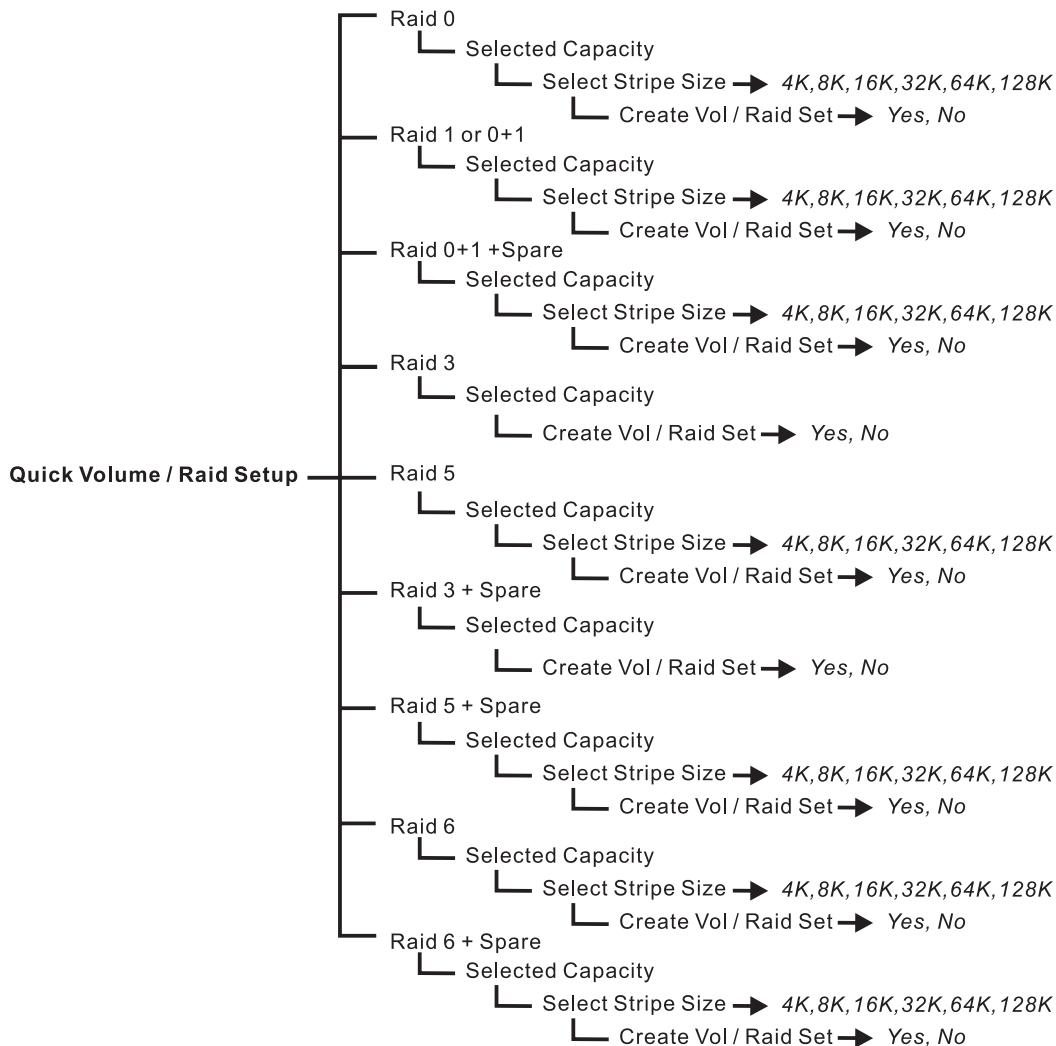 Raid 0
Selected Capacity
Select Stripe Size 4K,8K,16K,32K,64K,128K
Create Vol / Raid Set Yes, No
Raid 1 or 0+1
Selected Capacity
Select Stripe Size 4K,8K,16K,32K,64K,128K
Create Vol / Raid Set Yes, No
Raid 0+1 +Spare
Selected Capacity
Select Stripe Size 4K,8K,16K,32K,64K,128K
Create Vol / Raid Set Yes, No
Raid 3
Selected Capacity
Create Vol / Raid Set Yes, No
Quick Volume / Raid Setup
Raid 5
Selected Capacity
Select Stripe Size 4K,8K,16K,32K,64K,128K
Create Vol / Raid Set Yes, No
Raid 3 + Spare
Selected Capacity
Create Vol / Raid Set Yes, No
Raid 5 + Spare
Selected Capacity
Select Stripe Size 4K,8K,16K,32K,64K,128K
Create Vol / Raid Set Yes, No
Raid 6
Selected Capacity
Select Stripe Size 4K,8K,16K,32K,64K,128K
Create Vol / Raid Set Yes, No
Raid 6 + Spare
Selected Capacity
Select Stripe Size 4K,8K,16K,32K,64K,128K
Create Vol / Raid Set Yes, No